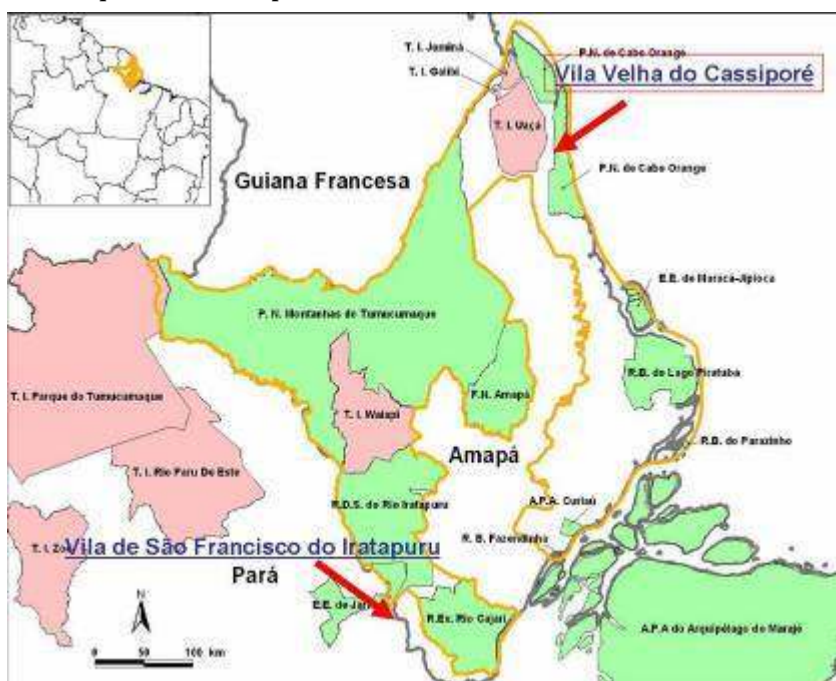 T. I. Juminá
P.N. de Cabo Orange
T. I. Galibi
Vila Velha do Cassiporé
T. I. Uaçá
Guiana Francesa
P.N. de Cabo Orange
E.E. de Maracá-Jipioca
P. N. Montanhas do Tumucumaque
R.B. do Lago Piratuba
T. I. Parque do Tumucumaque
F.N. Amapá
T. I. Waiapi
R.B. do Parazinho
Amapá
T. I. Rio Paru De Este
A.P.A. Curiaú
R.D.S. do Rio Iratapuru
R. B. Fazendinha
T. I. Zo
Vila de São Francisco do Iratapuru
Pará
N
E.E. de Jari
R.Ex. Rio Cajari
A.P.A do Arquipélago do Marajó
0 50 100 km